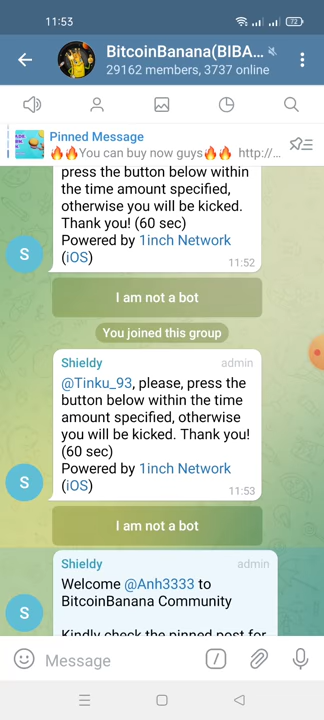 11:53
72
BitcoinBanana(BIBA...
29162 members, 3737 online
Pinned Message
🔥🔥You can buy now guys🔥🔥 http:/...
press the button below within
the time amount specified,
otherwise you will be kicked.
Thank you! (60 sec)
Powered by 1inch Network
(iOS)
11:52
S
I am not a bot
You joined this group
Shieldy
admin
@Tinku_93, please, press the
button below within the time
amount specified, otherwise
you will be kicked. Thank you!
(60 sec)
Powered by 1inch Network
(iOS)
11:53
S
I am not a bot
Shieldy
admin
Welcome @Anh3333 to
BitcoinBanana Community
S
Kindly check the pinned post for
Message